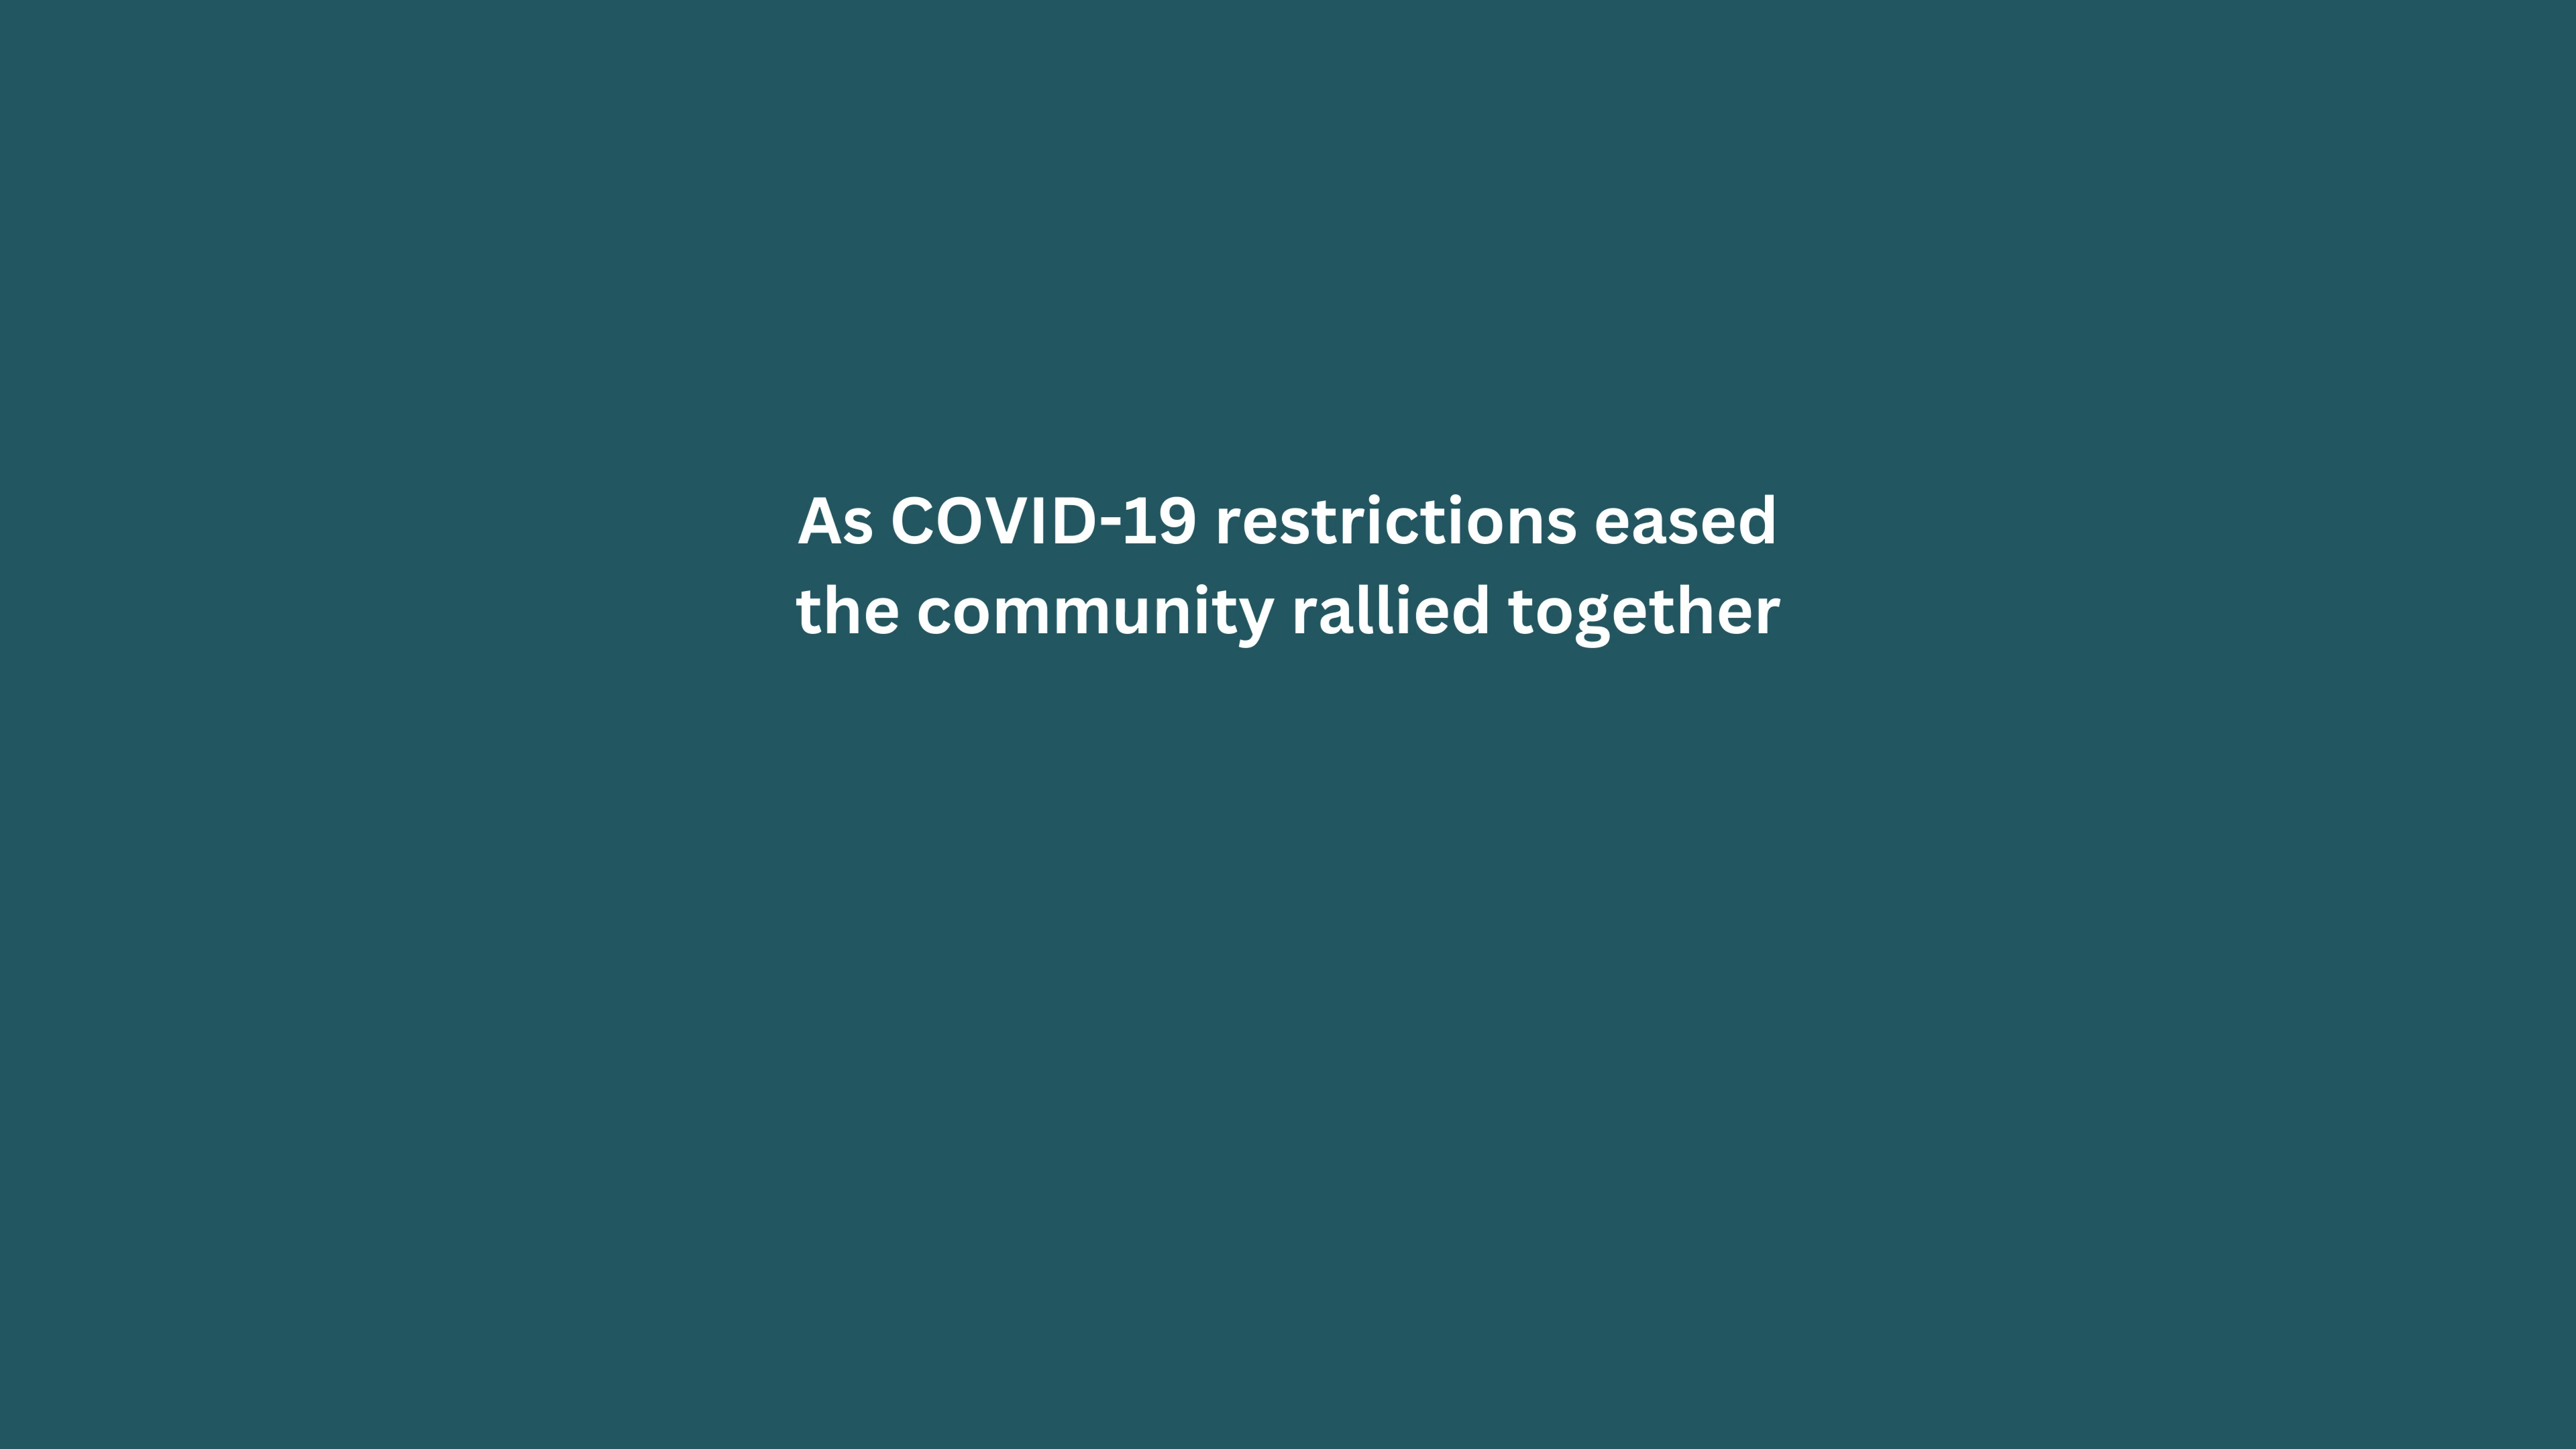 As COVID-19 restrictions eased
the community rallied together